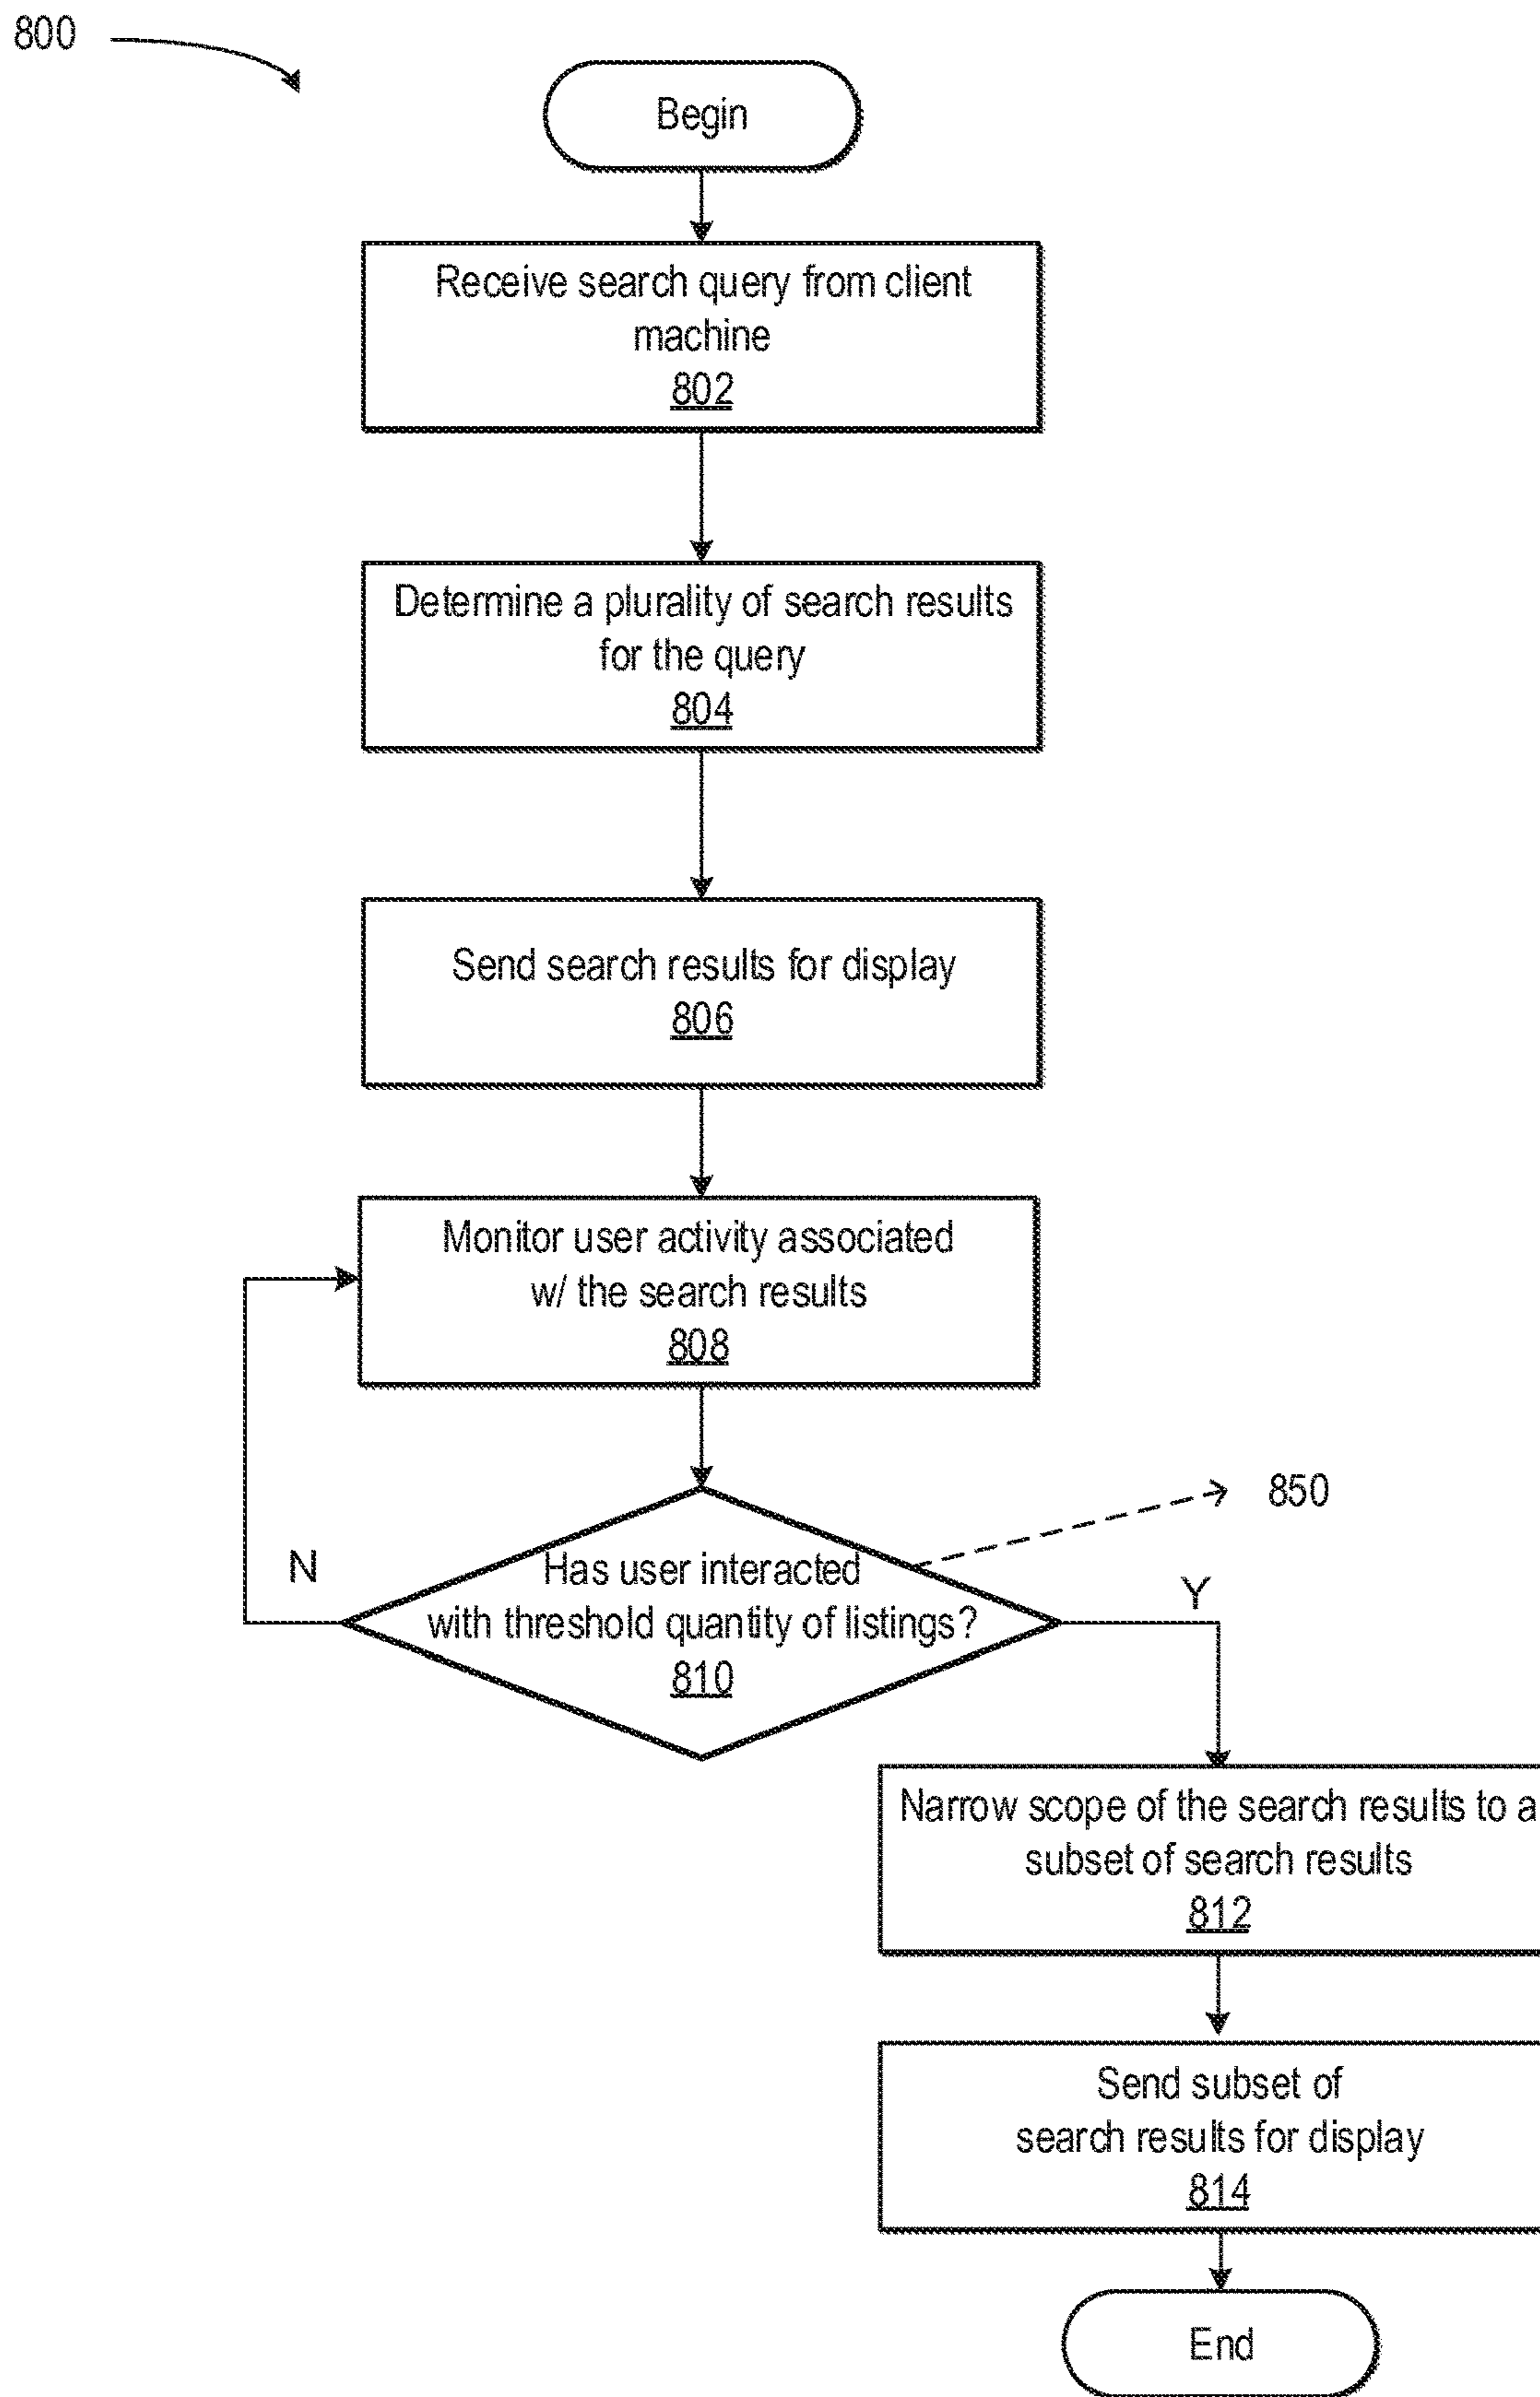 800
Begin
Receive search query from client
machine
802
Determine a plurality of search results
for the query
804
Send search results for display
806
Monitor user activity associated
w/ the search results
808
850
N
Has user interacted
with threshold quantity of listings?
810
Y
Narrow scope of the search results to a
subset of search results
812
Send subset of
search results for display
814
End